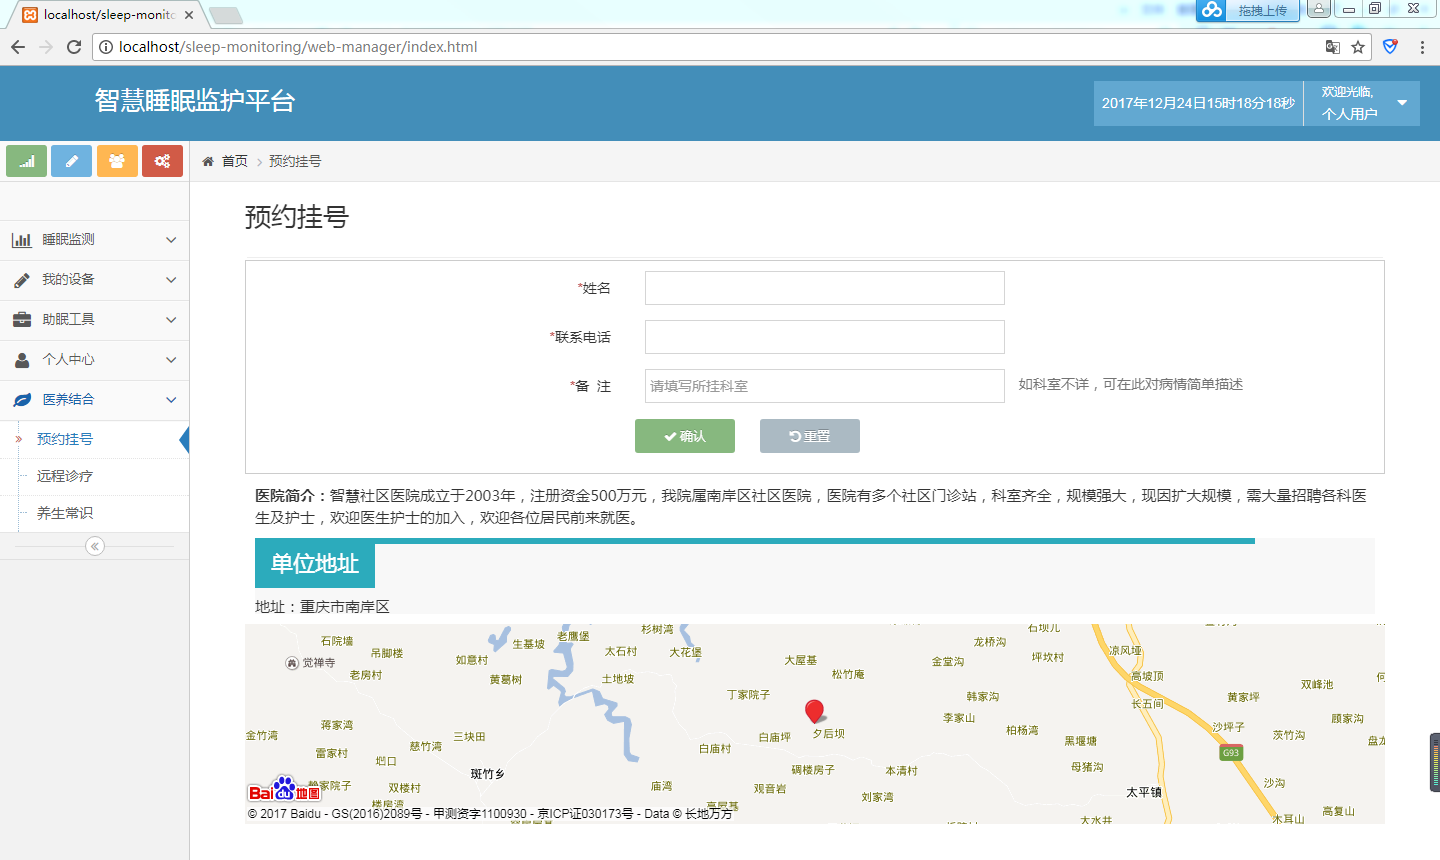 localhost/sleep-monitc
拖拽上传
localhost/sleep-monitoring/web-manager/index.html
智慧睡眠监护平台
2017年12月24日15时18分18秒
欢迎光临,
个人用户
首页
预约挂号
睡眠监测
我的设备
助眠工具
个人中心
医养结合
预约挂号
远程诊疗
养生常识
预约挂号
*姓名
*联系电话
*备 注
请填写所挂科室
如科室不详，可在此对病情简单描述
确认
重置
医院简介：智慧社区医院成立于2003年，注册资金500万元，我院属南岸区社区医院，医院有多个社区门诊站，科室齐全，规模强大，现因扩大规模，需大量招聘各科医
生及护士，欢迎医生护士的加入，欢迎各位居民前来就医。
单位地址
地址：重庆市南岸区
石院墙
吊脚楼
觉禅寺
老房村
如意村
生基坡
老鹰堡
太石村
杉树湾
大花堡
黄葛树
土地坡
大屋基
松竹庵
丁家院子
龙桥沟
金堂沟
坪坎村
韩家沟
李家山
柏杨湾
凉风垭
高坡顶
长五间
黄家坪
双峰池
顾家沟
沙坪子
茨竹沟
G93
蒋家湾
金竹湾
雷家村
慈竹湾
三块田
斑竹乡
双楼村
白庙村
白庙坪
夕后坝
碉楼房子
本清村
庙湾
观音岩
刘家湾
黑堰塘
母猪沟
太平镇
沙沟
高复山
木耳山
大水井
Baidu地图
© 2017 Baidu - GS(2016)2089号 - 甲测资字1100930 - 京ICP证030173号 - Data © 长地万方